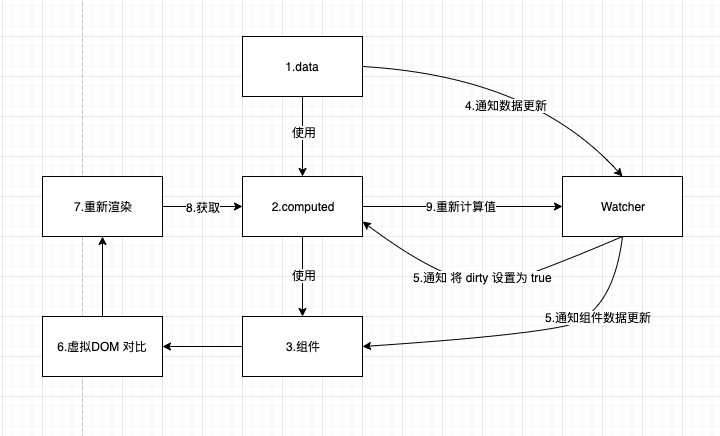 1.data
4.通知数据更新
使用
7.重新渲染
8.获取
2.computed
9.重新计算值
Watcher
使用
5.通知 将 dirty 设置为 true
5.通知组件数据更新
6.虚拟DOM 对比
3.组件